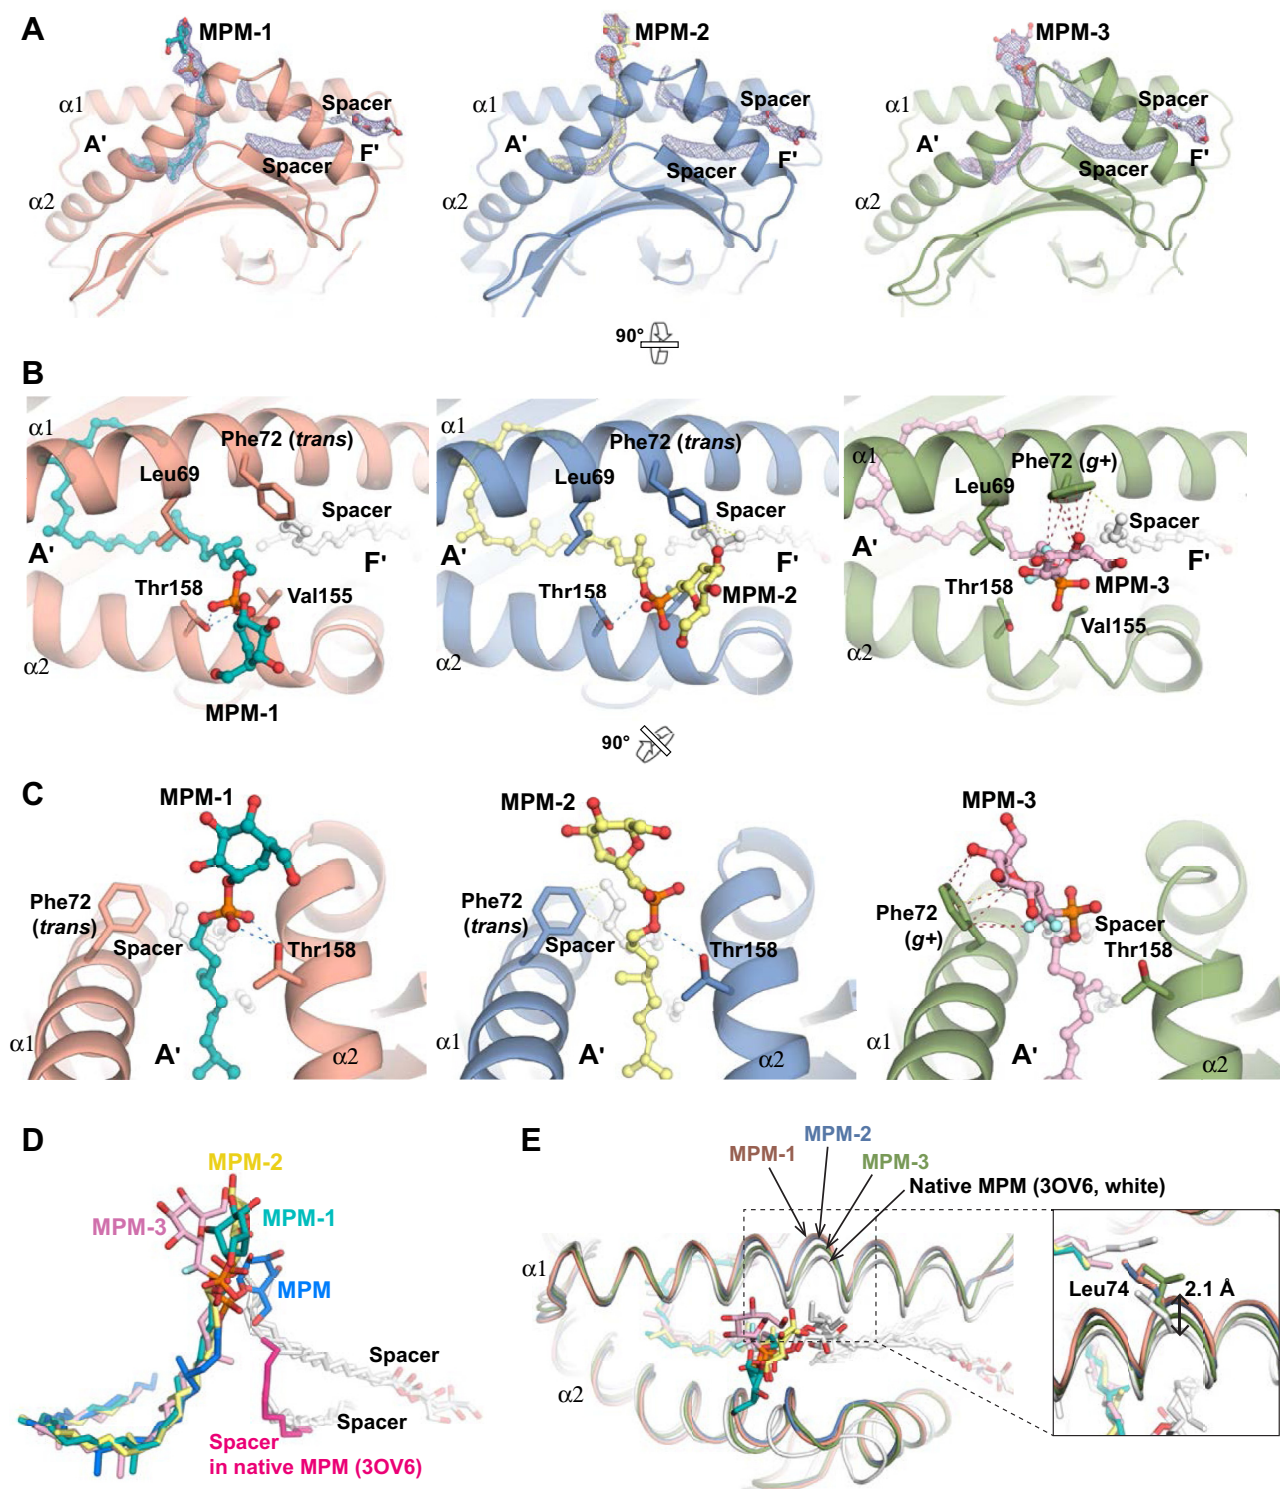 A
MPM-1
MPM-2
MPM-3
α1
A'
Spacer
Spacer
F'
α2
α1
A'
Spacer
Spacer
F'
α2
α1
A'
Spacer
Spacer
F'
α2
90°
B
α1
Phe72 (trans)
Leu69
Spacer
A'
F'
Thr158
Val155
α2
MPM-1
α1
Phe72 (trans)
Leu69
Spacer
A'
F'
Thr158
MPM-2
α2
α1
Phe72 (g+)
Leu69
Spacer
A'
F'
Thr158
MPM-3
Val155
α2
90°
C
MPM-1
Phe72
(trans)
Spacer
Thr158
α1
A'
α2
MPM-2
Phe72
(trans)
Spacer
Thr158
α1
A'
α2
MPM-3
Phe72
(g+)
Spacer
Thr158
α1
A'
α2
D
MPM-2
MPM-3
MPM-1
MPM
Spacer
Spacer
Spacer
in native MPM (3OV6)
E
MPM-2
MPM-1
MPM-3
Native MPM (3OV6, white)
α1
α2
Leu74
2.1 Å